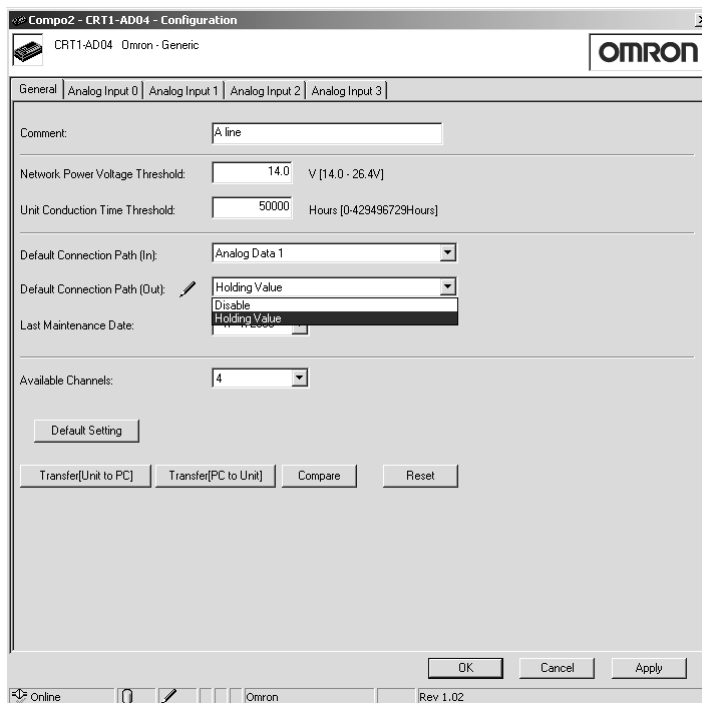 Compo2 - CRT1-AD04 - Configuration
CRT1-AD04 Omron - Generic
OMRON
General Analog Input 0 Analog Input 1 Analog Input 2 Analog Input 3
Comment: A line
Network Power Voltage Threshold: 14.0 V [14.0 - 26.4V]
Unit Conduction Time Threshold: 50000 Hours [0-429496729Hours]
Default Connection Path (In): Analog Data 1
Default Connection Path (Out): Holding Value
Disable
Holding Value
Last Maintenance Date:
Available Channels: 4
Default Setting
Transfer[Unit to PC] Transfer[PC to Unit] Compare Reset
OK Cancel Apply
Online Omron Rev 1.02